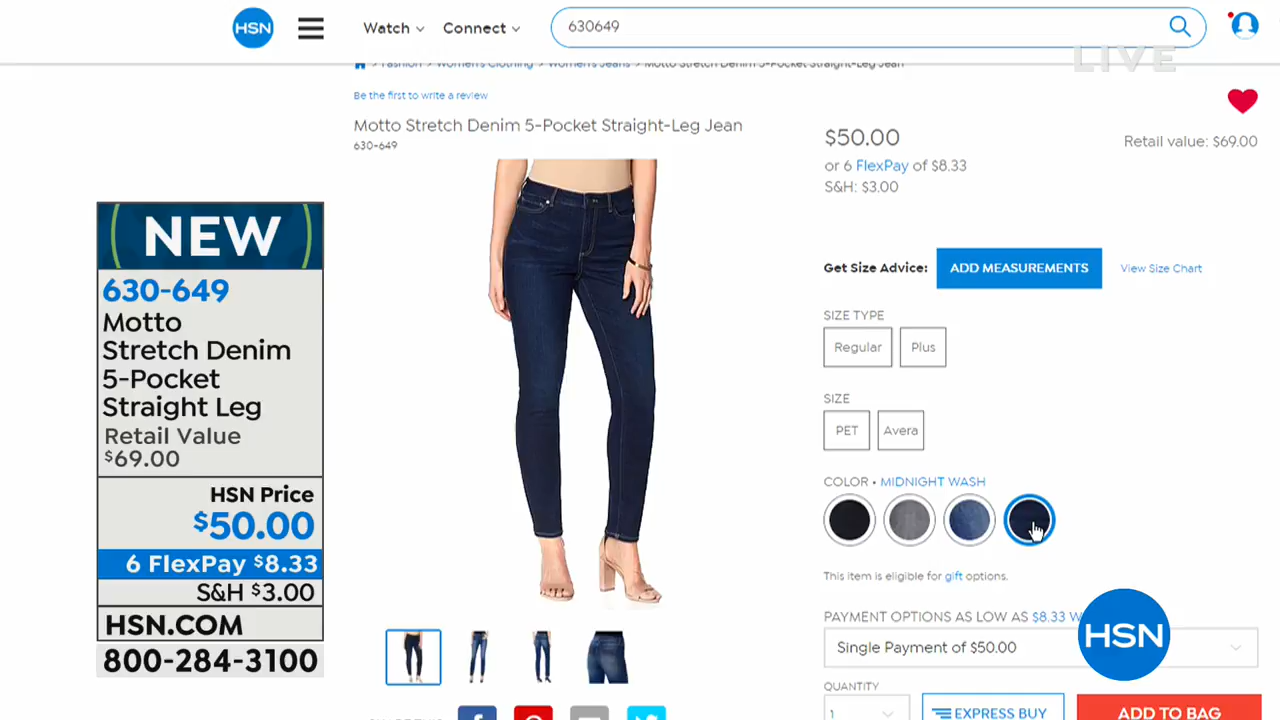 HSN
Watch
Connect
630649
LIVE
Fashion > Women's Clothing > Women's Jeans > Motto Stretch Denim 5-Pocket Straight-Leg Jean
Be the first to write a review
Motto Stretch Denim 5-Pocket Straight-Leg Jean
630-649
$50.00
Retail value: $69.00
or 6 FlexPay of $8.33
S&H: $3.00
Get Size Advice:
ADD MEASUREMENTS
View Size Chart
SIZE TYPE
Regular
Plus
SIZE
PET
Avera
COLOR • MIDNIGHT WASH
This item is eligible for gift options.
PAYMENT OPTIONS AS LOW AS $8.33 W
Single Payment of $50.00
QUANTITY
1
EXPRESS BUY
ADD TO BAG
HSN
NEW
630-649
Motto
Stretch Denim
5-Pocket
Straight Leg
Retail Value
$69.00
HSN Price
$50.00
6 FlexPay $8.33
S&H $3.00
HSN.COM
800-284-3100